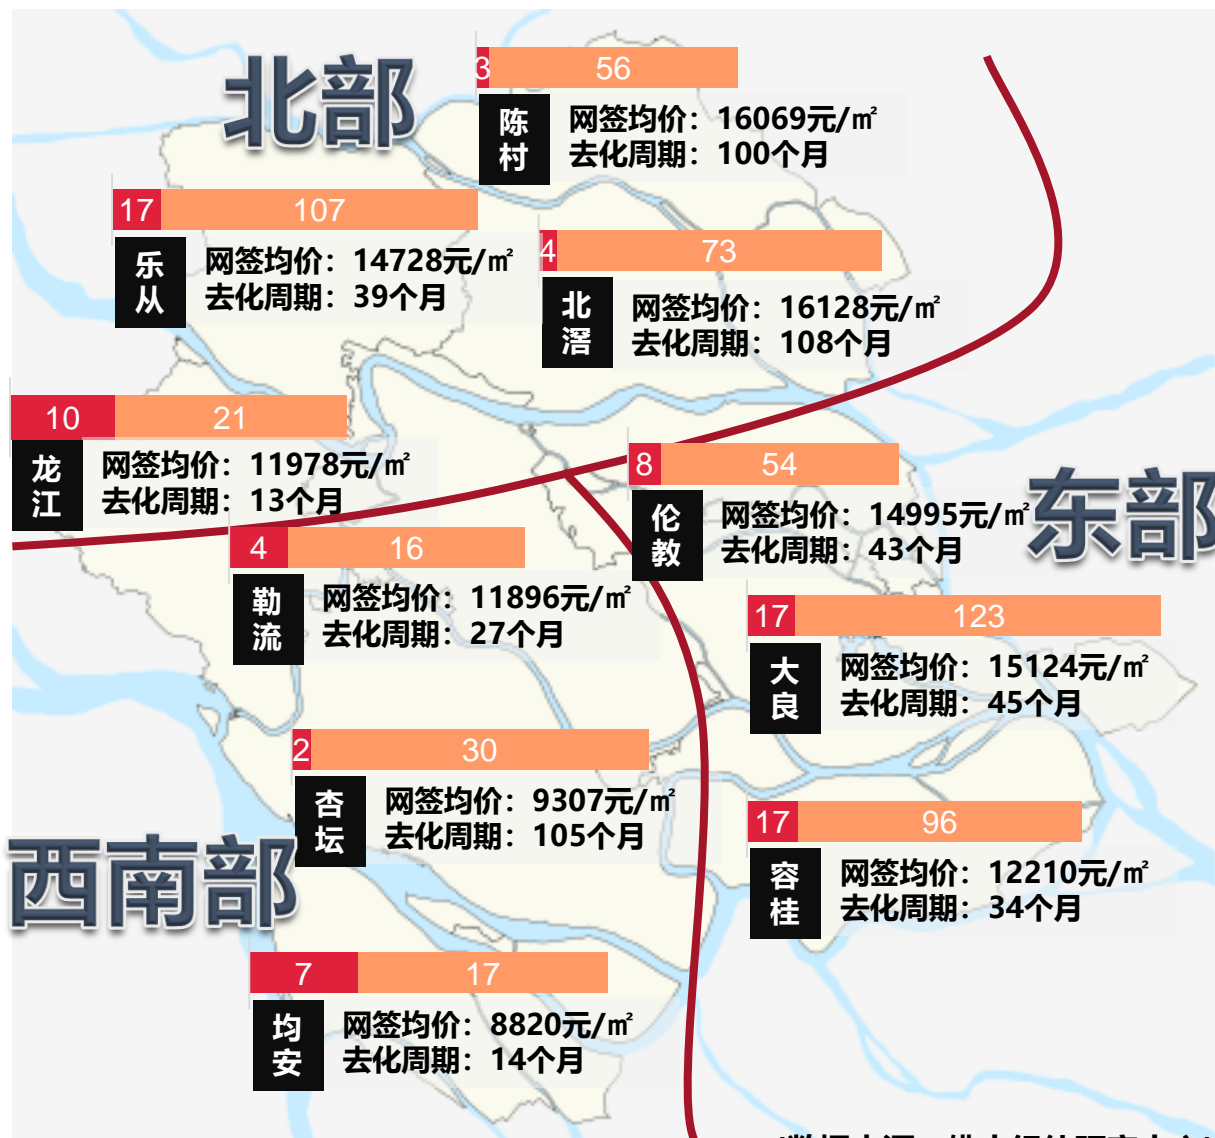 北部
3 56
陈村
网签均价：16069元/㎡
去化周期：100个月
17 107
乐从
网签均价：14728元/㎡
去化周期：39个月
4 73
北滘
网签均价：16128元/㎡
去化周期：108个月
10 21
龙江
网签均价：11978元/㎡
去化周期：13个月
8 54
伦教
网签均价：14995元/㎡
去化周期：43个月
东部
4 16
勒流
网签均价：11896元/㎡
去化周期：27个月
17 123
大良
网签均价：15124元/㎡
去化周期：45个月
2 30
杏坛
网签均价：9307元/㎡
去化周期：105个月
西南部
17 96
容桂
网签均价：12210元/㎡
去化周期：34个月
7 17
均安
网签均价：8820元/㎡
去化周期：14个月